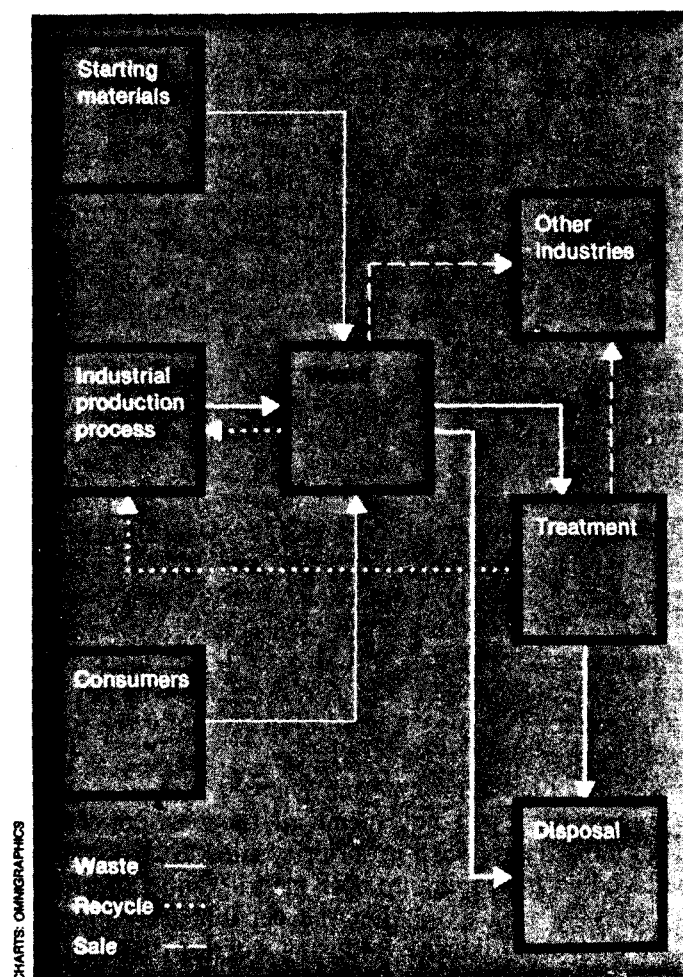 Starting
materials
Other
industries
Industrial
production
process
Treatment
Consumers
Disposal
Waste
Recycle
Sale
CHARTS: OMNIGRAPHICS